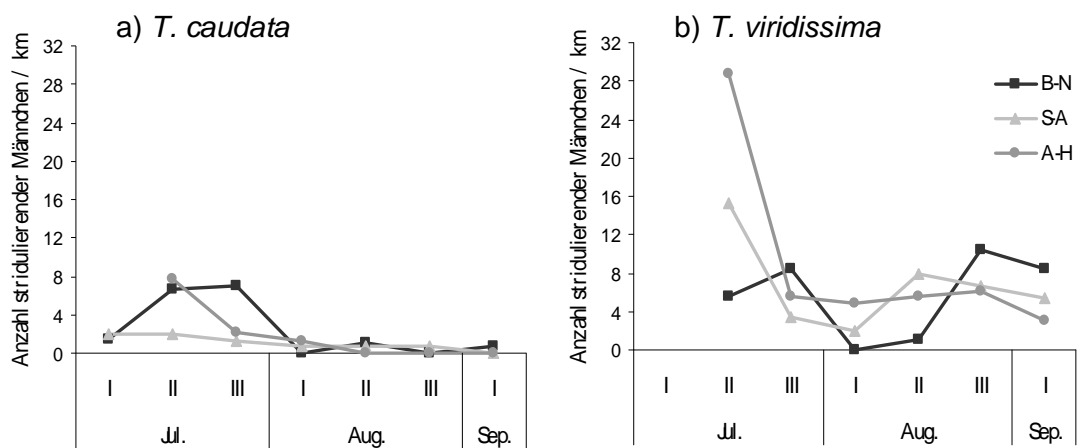 a) T. caudata
Anzahl stridulierender Männchen / km
32
28
24
20
16
12
8
4
0
I II III I II III I
Jul. Aug. Sep.
b) T. viridissima
Anzahl stridulierender Männchen / km
32
28
24
20
16
12
8
4
0
B-N
S-A
A-H
I II III I II III I
Jul. Aug. Sep.